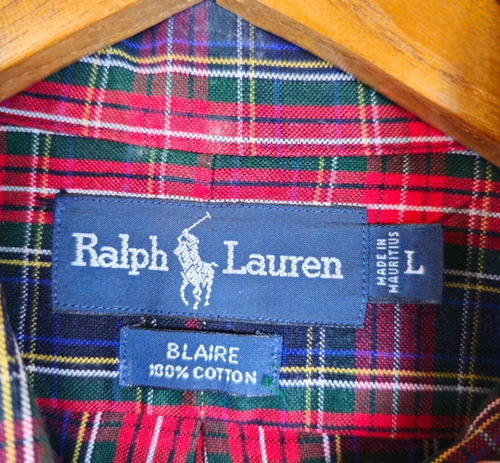 Ralph Lauren
MADE IN
MAURITIUS
L
BLAIRE
100% COTTON